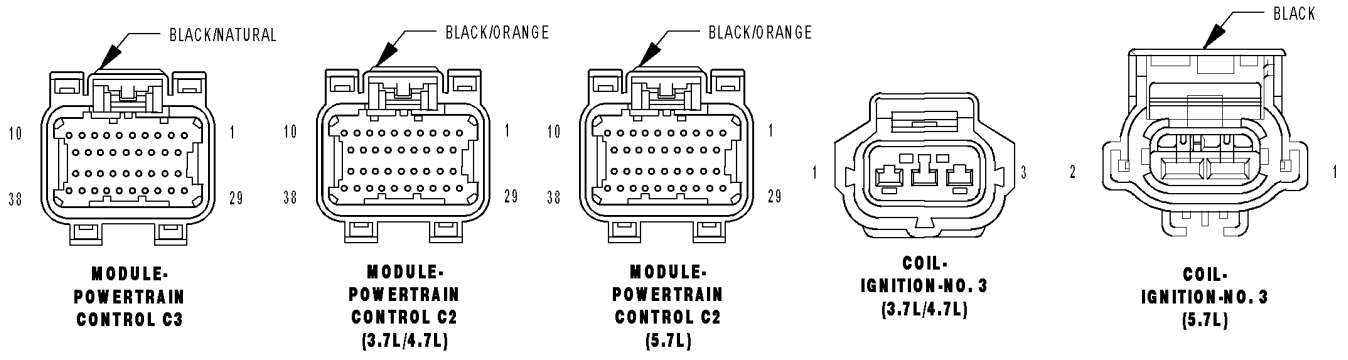 BLACK/NATURAL
10
1
38
29
MODULE-
POWERTRAIN
CONTROL C3
BLACK/ORANGE
10
1
38
29
MODULE-
POWERTRAIN
CONTROL C2
(3.7L/4.7L)
BLACK/ORANGE
10
1
38
29
MODULE-
POWERTRAIN
CONTROL C2
(5.7L)
1
3
COIL-
IGNITION-NO. 3
(3.7L/4.7L)
BLACK
2
1
COIL-
IGNITION-NO. 3
(5.7L)